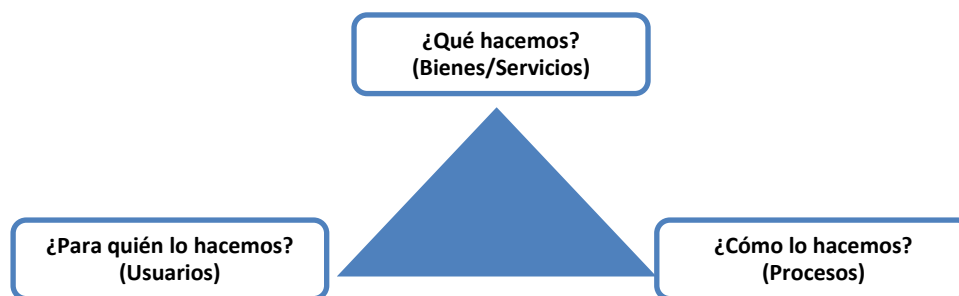 ¿Qué hacemos?
(Bienes/Servicios)
¿Para quién lo hacemos?
(Usuarios)
¿Cómo lo hacemos?
(Procesos)